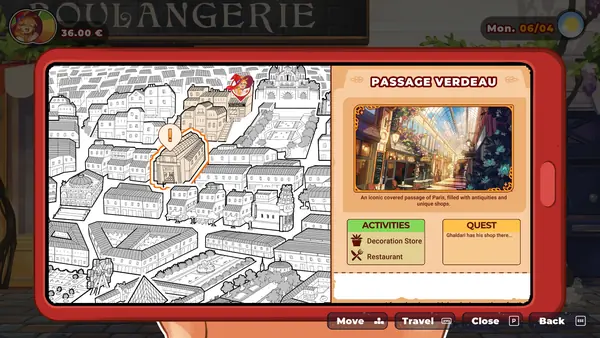 BOULANGERIE
36.00 €
Mon. 06/04
PASSAGE VERDEAU
An iconic covered passage of Paris, filled with antiquities and
unique shops.
ACTIVITIES
Decoration Store
Restaurant
QUEST
Ghaldari has his shop there...
Move
Travel
Close P
Back